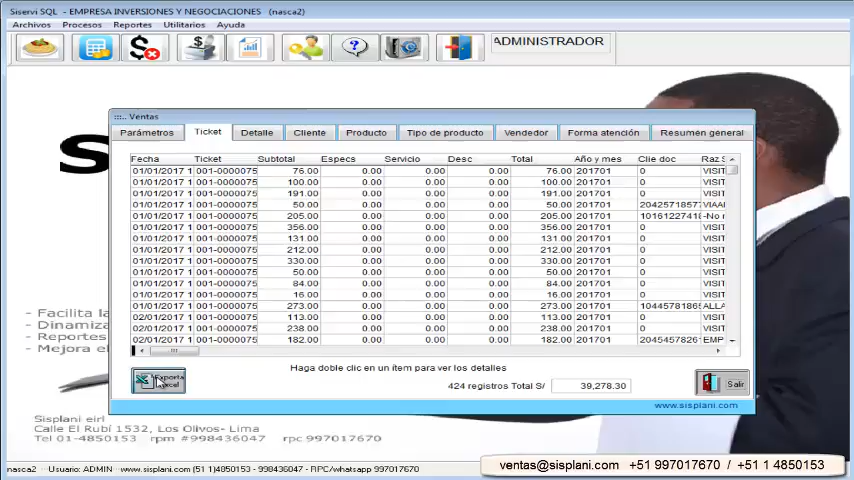 Siservi SQL - EMPRESA INVERSIONES Y NEGOCIACIONES (nasca2)
Archivos Procesos Reportes Utilitarios Ayuda
ADMINISTRADOR
:::.. Ventas
Parámetros Ticket Detalle Cliente Producto Tipo de producto Vendedor Forma atención Resumen general
Fecha Ticket Subtotal Especs Servicio Desc Total Año y mes Clie doc Raz S
01/01/2017 1 001-0000075 76.00 0.00 0.00 0.00 76.00 201701 0 VISIT
01/01/2017 1 001-0000075 100.00 0.00 0.00 0.00 100.00 201701 0 VISIT
01/01/2017 1 001-0000075 191.00 0.00 0.00 0.00 191.00 201701 0 VISIT
01/01/2017 1 001-0000075 50.00 0.00 0.00 0.00 50.00 201701 2042571857 VIAAI
01/01/2017 1 001-0000075 205.00 0.00 0.00 0.00 205.00 201701 1016122741 -No r
01/01/2017 1 001-0000075 356.00 0.00 0.00 0.00 356.00 201701 0 VISIT
01/01/2017 1 001-0000075 131.00 0.00 0.00 0.00 131.00 201701 0 VISIT
01/01/2017 1 001-0000075 212.00 0.00 0.00 0.00 212.00 201701 0 VISIT
01/01/2017 1 001-0000075 330.00 0.00 0.00 0.00 330.00 201701 0 VISIT
01/01/2017 1 001-0000075 50.00 0.00 0.00 0.00 50.00 201701 0 VISIT
01/01/2017 1 001-0000075 84.00 0.00 0.00 0.00 84.00 201701 0 VISIT
01/01/2017 1 001-0000075 16.00 0.00 0.00 0.00 16.00 201701 0 VISIT
01/01/2017 1 001-0000075 273.00 0.00 0.00 0.00 273.00 201701 1044578186 ALLA
02/01/2017 1 001-0000075 113.00 0.00 0.00 0.00 113.00 201701 0 VISIT
02/01/2017 1 001-0000075 238.00 0.00 0.00 0.00 238.00 201701 0 VISIT
02/01/2017 1 001-0000075 182.00 0.00 0.00 0.00 182.00 201701 2045457826 EMP
Haga doble clic en un ítem para ver los detalles
Exporta
424 registros Total S/ 39,278.30
Salir
www.sisplani.com
S
- Facilita la
- Dinamiza
- Reportes
- Mejora el
Sisplani eirl
Calle El Rubí 1532, Los Olivos- Lima
Tel 01-4850153 rpm #998436047 rpc 997017670
nasca2 Usuario: ADMIN ---www.sisplani.com (51 1)4850153 - 998436047 - RPC/whatsapp 997017670
ventas@sisplani.com +51 997017670 / +51 1 4850153